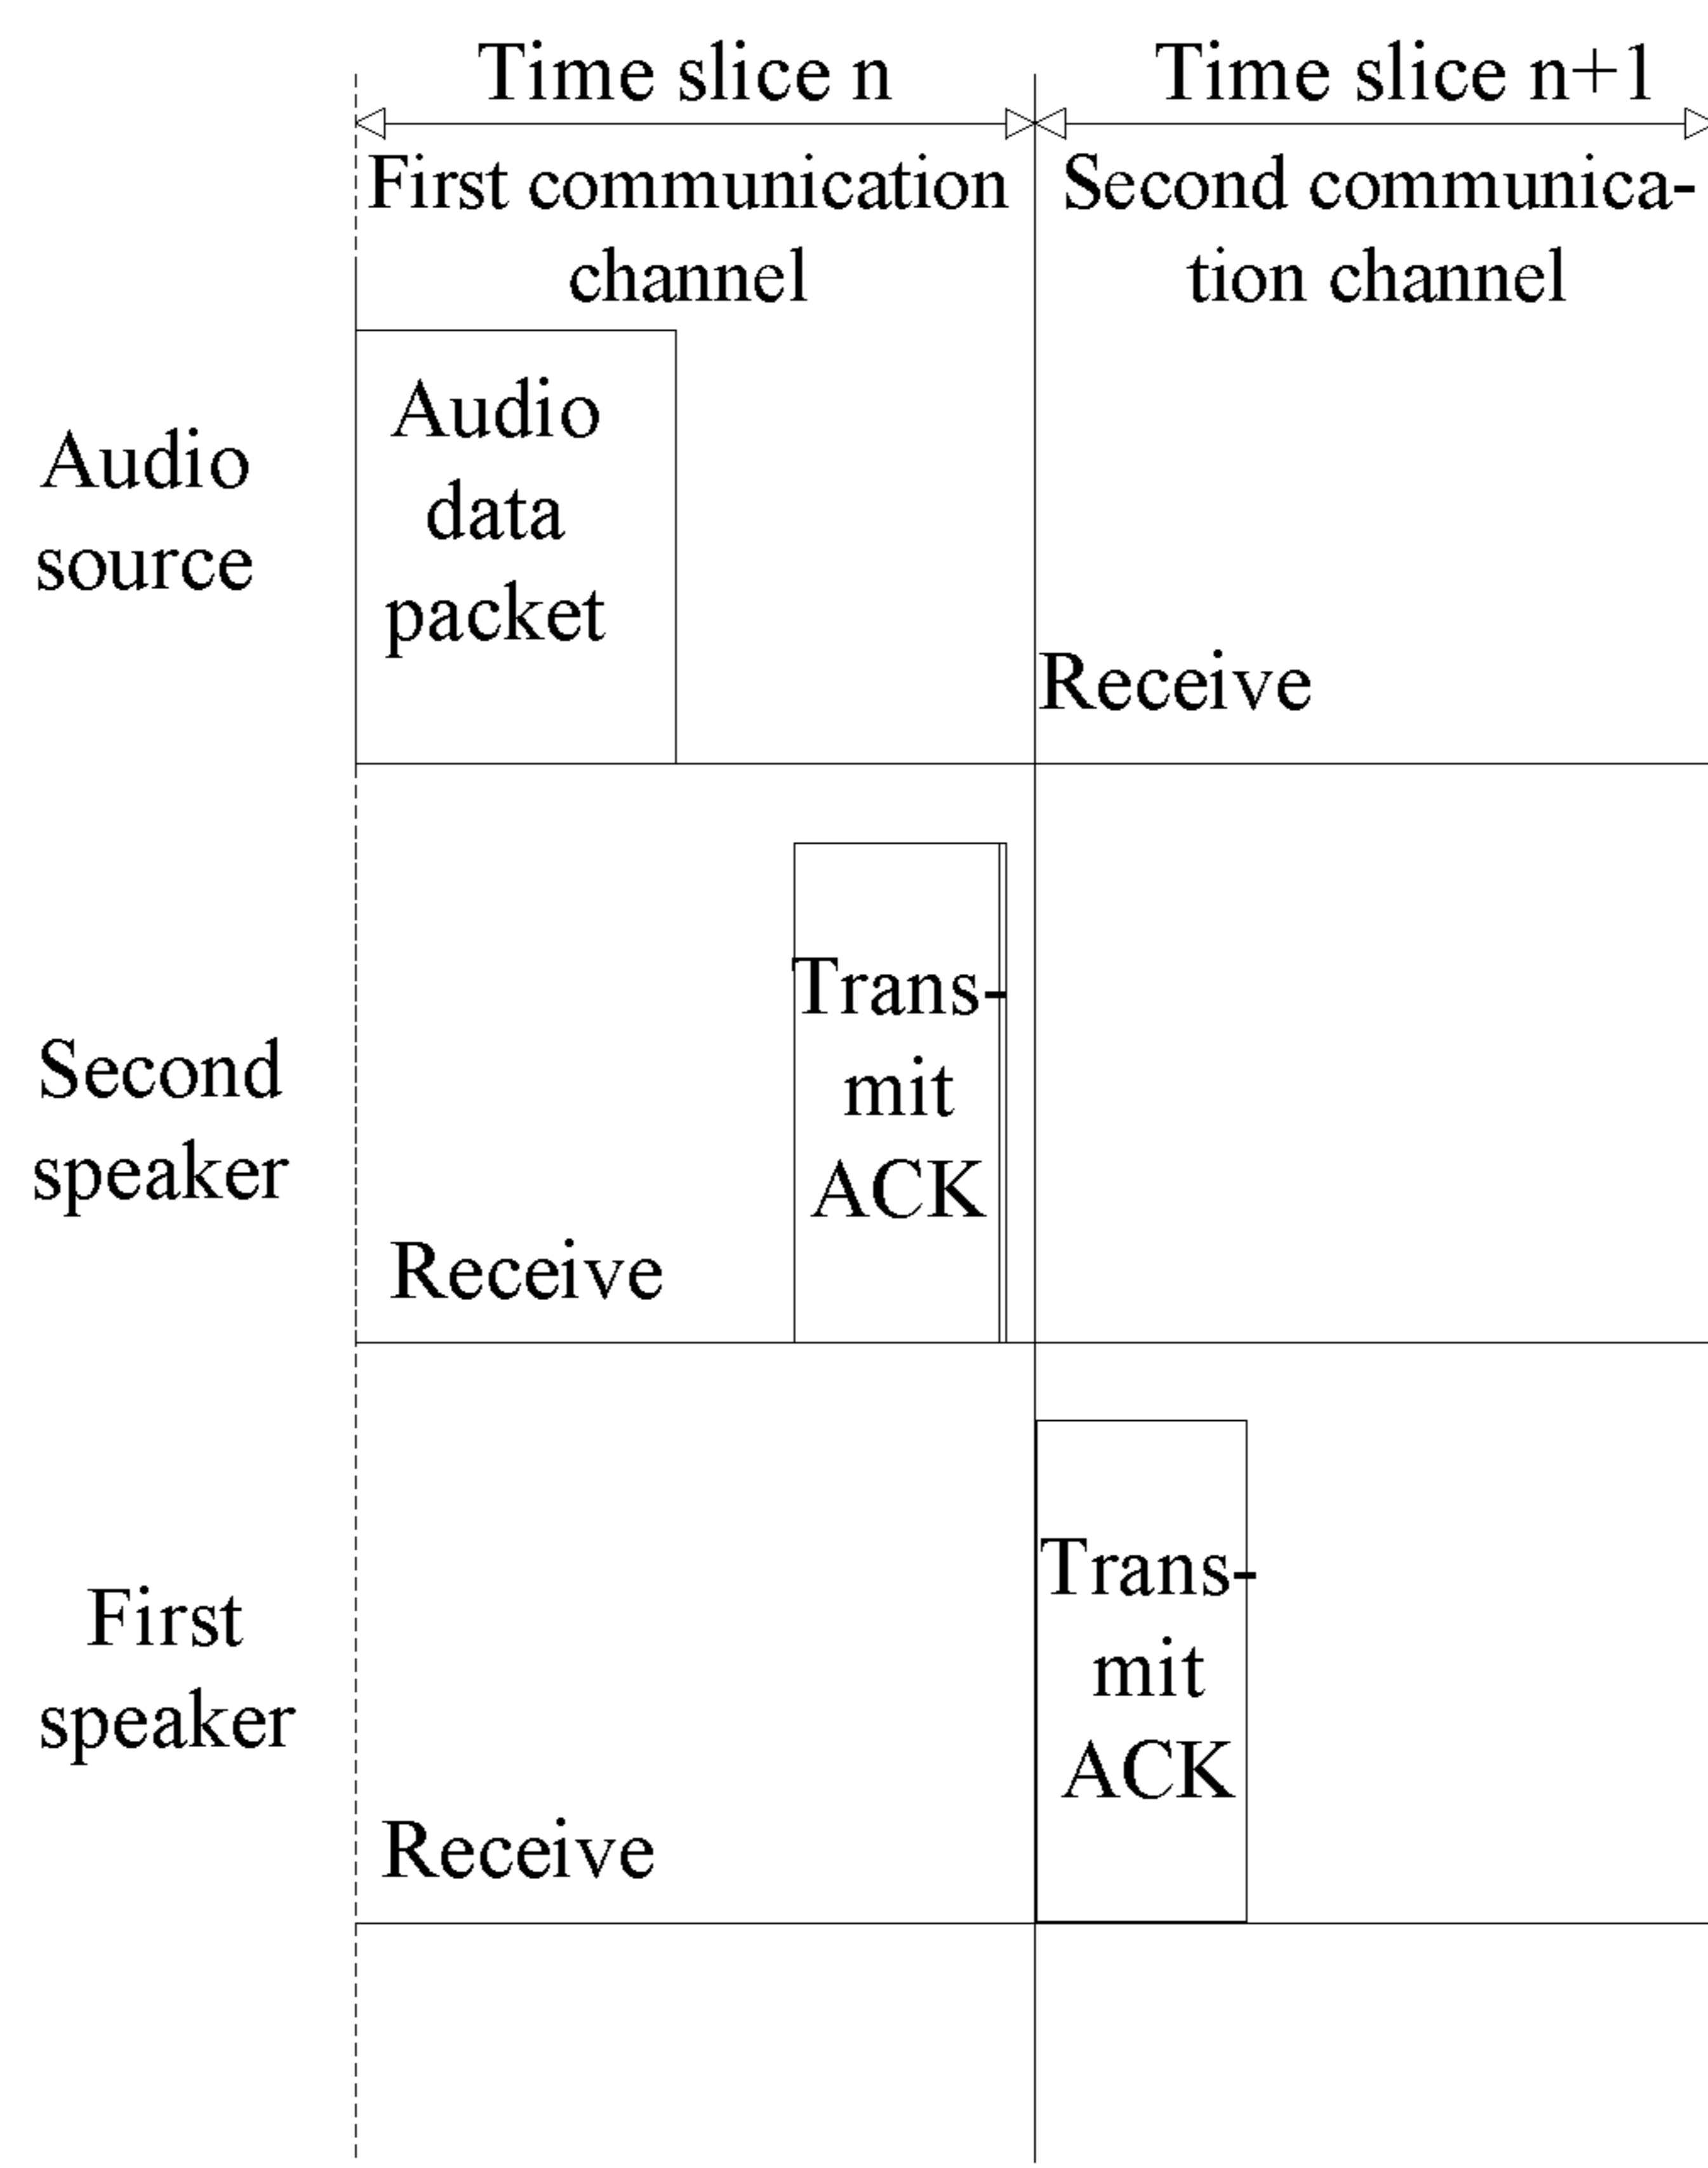 Time slice n
Time slice n+1
First communication
channel
Second communica-
tion channel
Audio
source
Audio
data
packet
Receive
Second
speaker
Receive
Trans-
mit
ACK
First
speaker
Receive
Trans-
mit
ACK